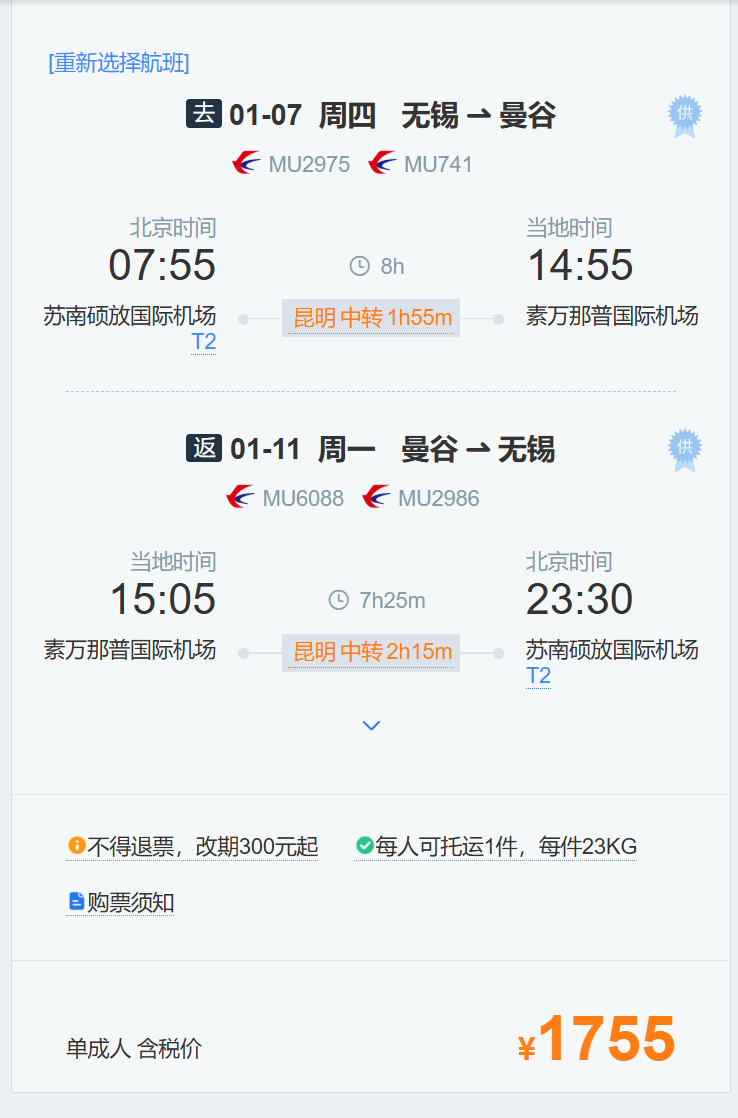 [重新选择航班]
去 01-07 周四 无锡 ⇀ 曼谷 供
MU2975 MU741
北京时间 当地时间
07:55 8h 14:55
苏南硕放国际机场 昆明 中转 1h55m 素万那普国际机场
T2
返 01-11 周一 曼谷 ⇀ 无锡 供
MU6088 MU2986
当地时间 北京时间
15:05 7h25m 23:30
素万那普国际机场 昆明 中转 2h15m 苏南硕放国际机场
T2
不得退票，改期300元起 每人可托运1件，每件23KG
购票须知
单成人 含税价 ¥1755